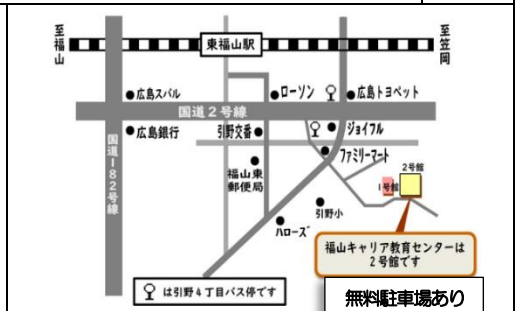 至福山
東福山駅
至笠岡
広島スバル
ローソン
広島トヨペット
国道2号線
広島銀行
引野交番
ジョイフル
ファミリーマート
国道182号線
福山東
郵便局
2号館
1号館
引野小
ハローズ
福山キャリア教育センターは
2号館です
は引野4丁目バス停です
無料駐車場あり